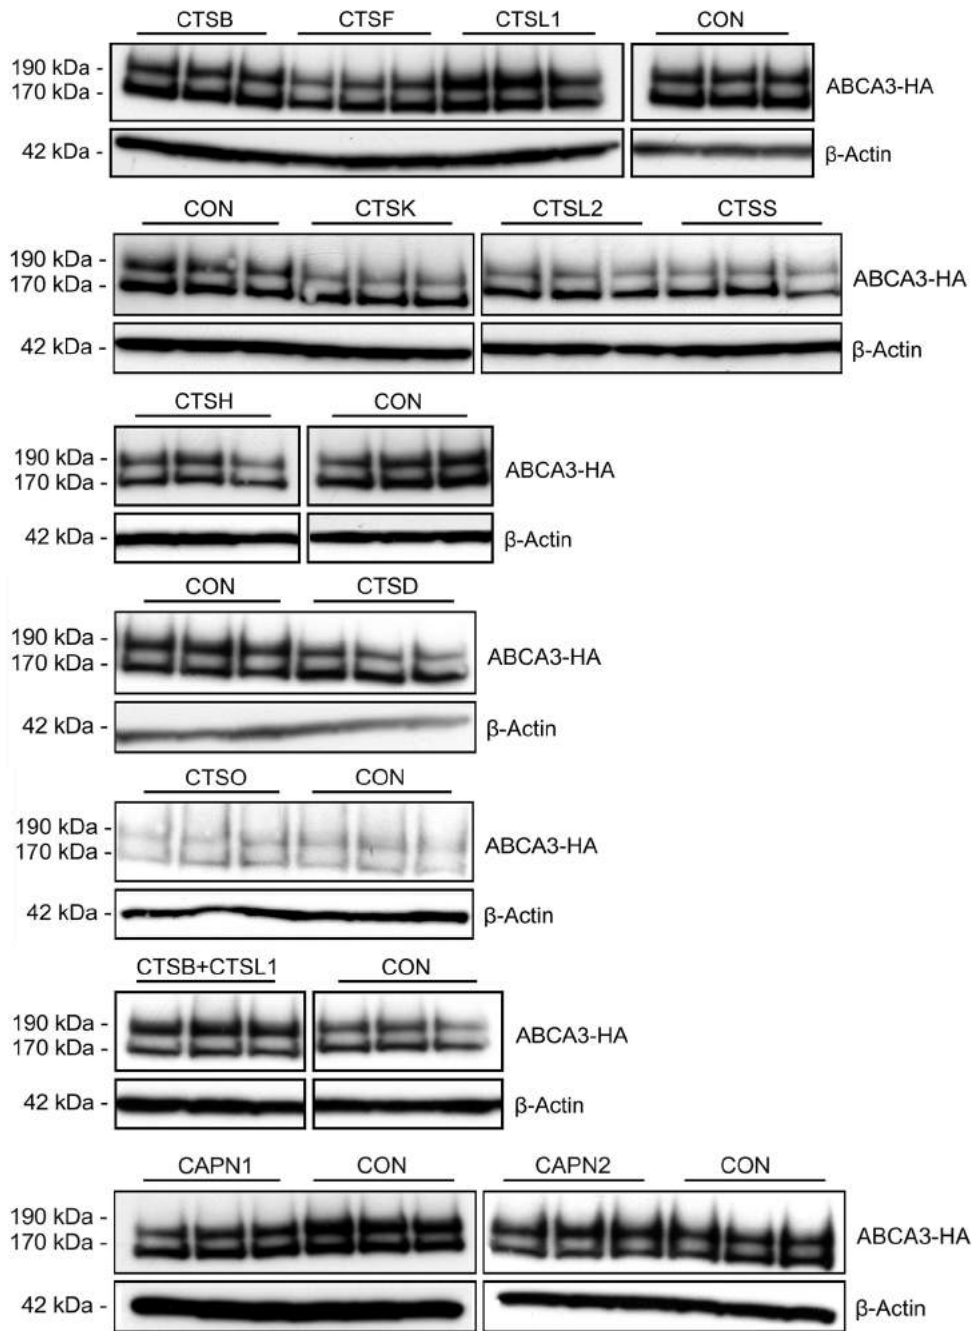 CTSB CTSF CTSL1 CON
190 kDa -
170 kDa -
ABCA3-HA
42 kDa -
β-Actin
CON CTSK CTSL2 CTSS
190 kDa -
170 kDa -
ABCA3-HA
42 kDa -
β-Actin
CTSH CON
190 kDa -
170 kDa -
ABCA3-HA
42 kDa -
β-Actin
CON CTSD
190 kDa -
170 kDa -
ABCA3-HA
42 kDa -
β-Actin
CTSO CON
190 kDa -
170 kDa -
ABCA3-HA
42 kDa -
β-Actin
CTSB+CTSL1 CON
190 kDa -
170 kDa -
ABCA3-HA
42 kDa -
β-Actin
CAPN1 CON CAPN2 CON
190 kDa -
170 kDa -
ABCA3-HA
42 kDa -
β-Actin